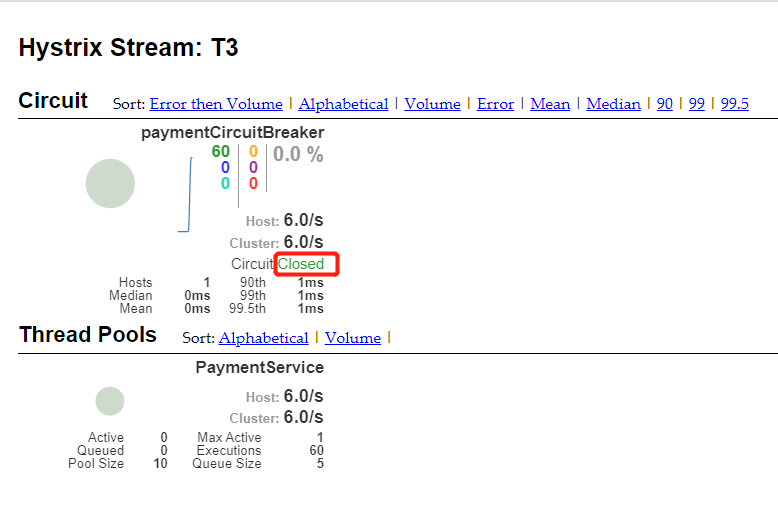 Hystrix Stream: T3
Circuit Sort: Error then Volume | Alphabetical | Volume | Error | Mean | Median | 90 | 99 | 99.5
paymentCircuitBreaker
60 0 0.0 %
0 0
0 0
Host: 6.0/s
Cluster: 6.0/s
Circuit Closed
Hosts 1 90th 1ms
Median 0ms 99th 1ms
Mean 0ms 99.5th 1ms
Thread Pools Sort: Alphabetical | Volume |
PaymentService
Host: 6.0/s
Cluster: 6.0/s
Active 0 Max Active 1
Queued 0 Executions 60
Pool Size 10 Queue Size 5